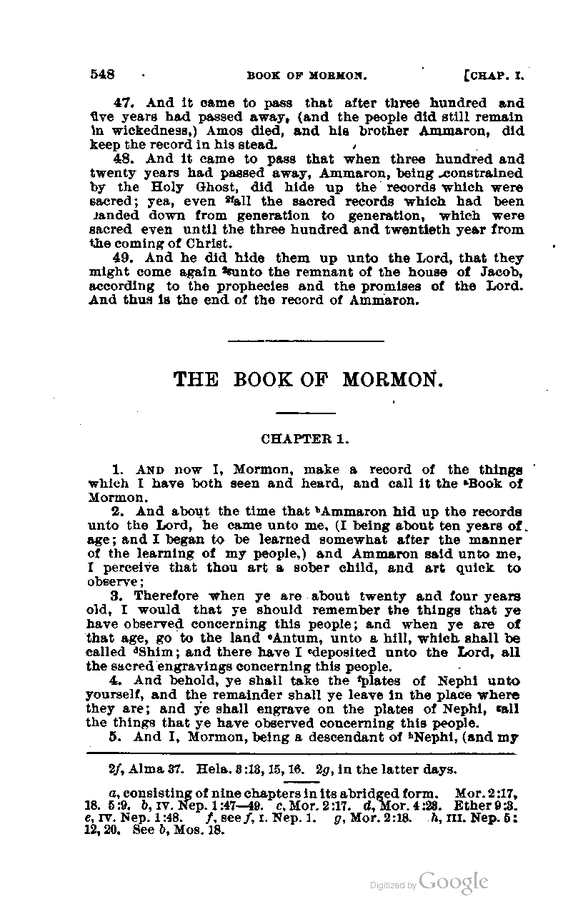 548 BOOK OF MORMON. [CHAP. I.
47. And it came to pass that after three hundred and
five years had passed away, (and the people did still remain
in wickedness,) Amos died, and his brother Ammaron, did
keep the record in his stead.
48. And it came to pass that when three hundred and
twenty years had passed away, Ammaron, being constrained
by the Holy Ghost, did hide up the records which were
sacred; yea, even ²ᶠall the sacred records which had been
handed down from generation to generation, which were
sacred even until the three hundred and twentieth year from
the coming of Christ.
49. And he did hide them up unto the Lord, that they
might come again ²ᵍunto the remnant of the house of Jacob,
according to the prophecies and the promises of the Lord.
And thus is the end of the record of Ammaron.
THE BOOK OF MORMON.
CHAPTER 1.
1. AND now I, Mormon, make a record of the things
which I have both seen and heard, and call it the ᵃBook of
Mormon.
2. And about the time that ᵇAmmaron hid up the records
unto the Lord, he came unto me, (I being about ten years of
age; and I began to be learned somewhat after the manner
of the learning of my people,) and Ammaron said unto me,
I perceive that thou art a sober child, and art quick to
observe;
3. Therefore when ye are about twenty and four years
old, I would that ye should remember the things that ye
have observed concerning this people; and when ye are of
that age, go to the land ᶜAntum, unto a hill, which shall be
called ᵈShim; and there have I ᵉdeposited unto the Lord, all
the sacred engravings concerning this people.
4. And behold, ye shall take the ᶠplates of Nephi unto
yourself, and the remainder shall ye leave in the place where
they are; and ye shall engrave on the plates of Nephi, ᵍall
the things that ye have observed concerning this people.
5. And I, Mormon, being a descendant of ʰNephi, (and my
2f, Alma 37. Hela. 3:13, 15, 16. 2g, in the latter days.
a, consisting of nine chapters in its abridged form. Mor. 2:17,
18. 5:9. b, IV. Nep. 1:47—49. c, Mor. 2:17. d, Mor. 4:23. Ether 9:3.
e, IV. Nep. 1:48. f, see f, I. Nep. 1. g, Mor. 2:18. h, III. Nep. 5:
12, 20. See b, Mos. 18.
Digitized by Google